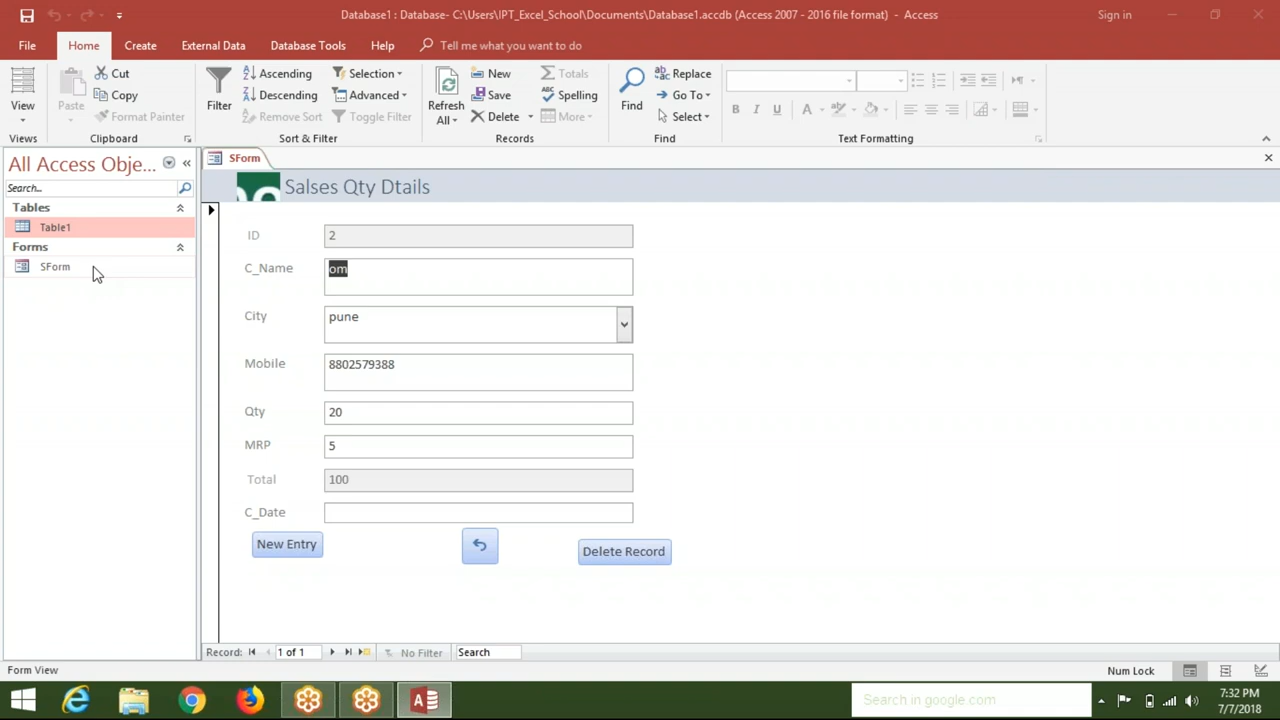 Database1 : Database- C:\Users\IPT_Excel_School\Documents\Database1.accdb (Access 2007 - 2016 file format) - Access
Sign in
File Home Create External Data Database Tools Help Tell me what you want to do
View
Views
Paste
Cut
Copy
Format Painter
Clipboard
Filter
Ascending
Descending
Remove Sort
Selection
Advanced
Toggle Filter
Sort & Filter
Refresh All
New
Save
Delete
Totals
Spelling
More
Records
Find
Replace
Go To
Select
Find
B I U A
Text Formatting
All Access Obje...
Search...
Tables
Table1
Forms
SForm
SForm
Salses Qty Dtails
ID 2
C_Name om
City pune
Mobile 8802579388
Qty 20
MRP 5
Total 100
C_Date
New Entry
Delete Record
Record: 1 of 1 No Filter Search
Form View
Num Lock
Search in google.com
7:32 PM
7/7/2018